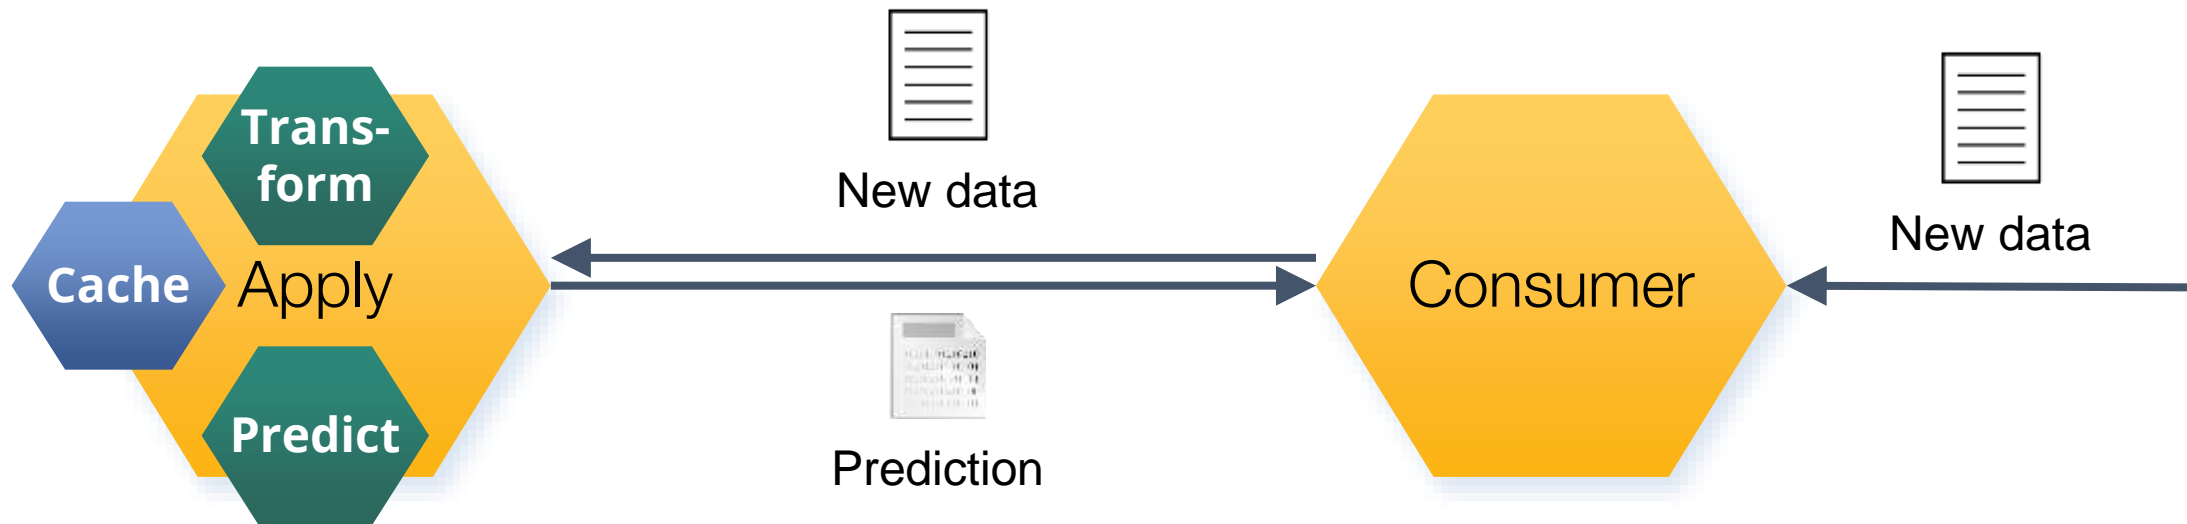 Trans-
form
Cache
Apply
Predict
New data
Prediction
Consumer
New data